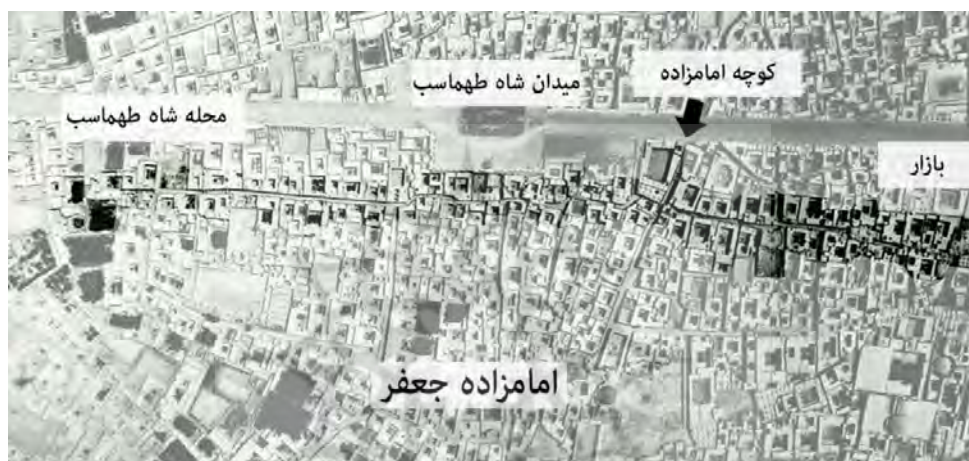 کوچه امامزاده
میدان شاه طهماسب
محله شاه طهماسب
بازار
امامزاده جعفر